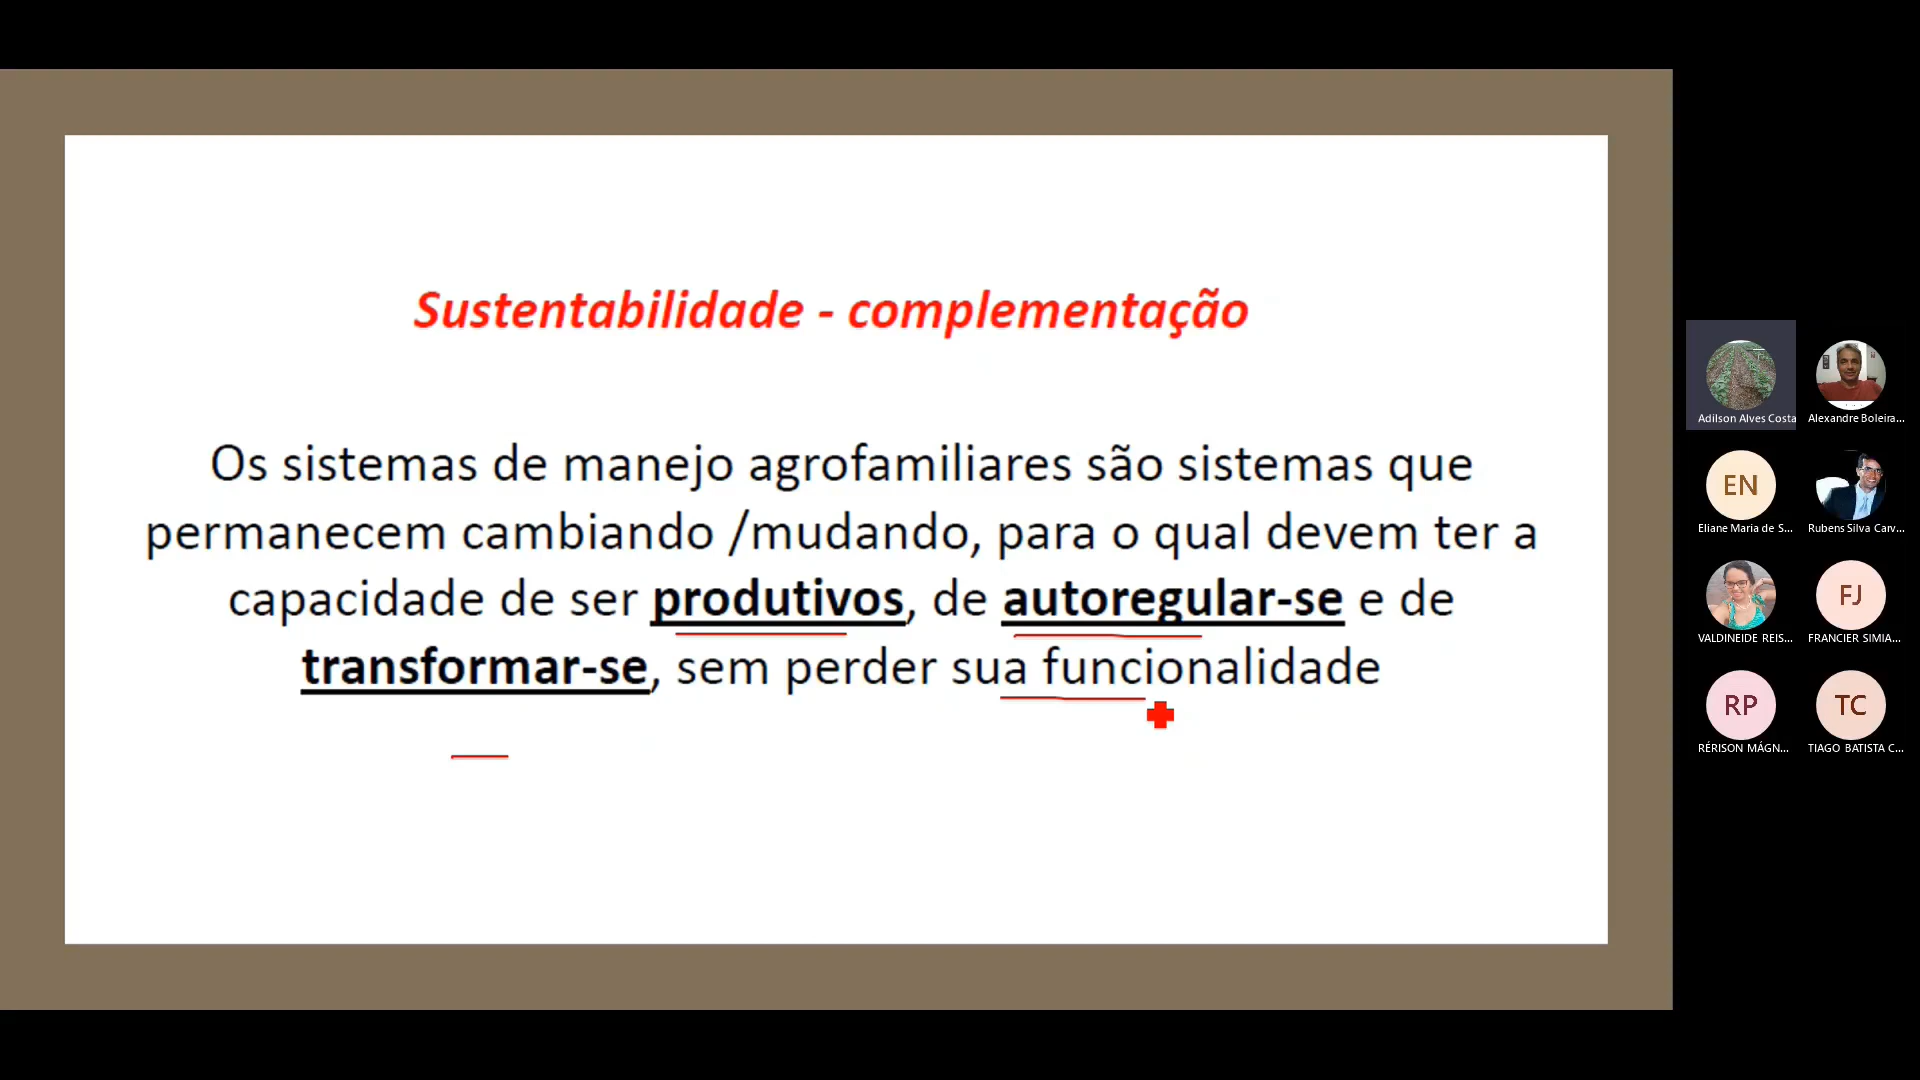 Sustentabilidade - complementação
Os sistemas de manejo agrofamiliares são sistemas que
permanecem cambiando /mudando, para o qual devem ter a
capacidade de ser produtivos, de autoregular-se e de
transformar-se, sem perder sua funcionalidade
Adilson Alves Costa
Alexandre Boleira...
EN
Eliane Maria de S...
Rubens Silva Carv...
VALDINEIDE REIS...
FJ
FRANCIER SIMIA...
RP
RÉRISON MÁGN...
TC
TIAGO BATISTA C...